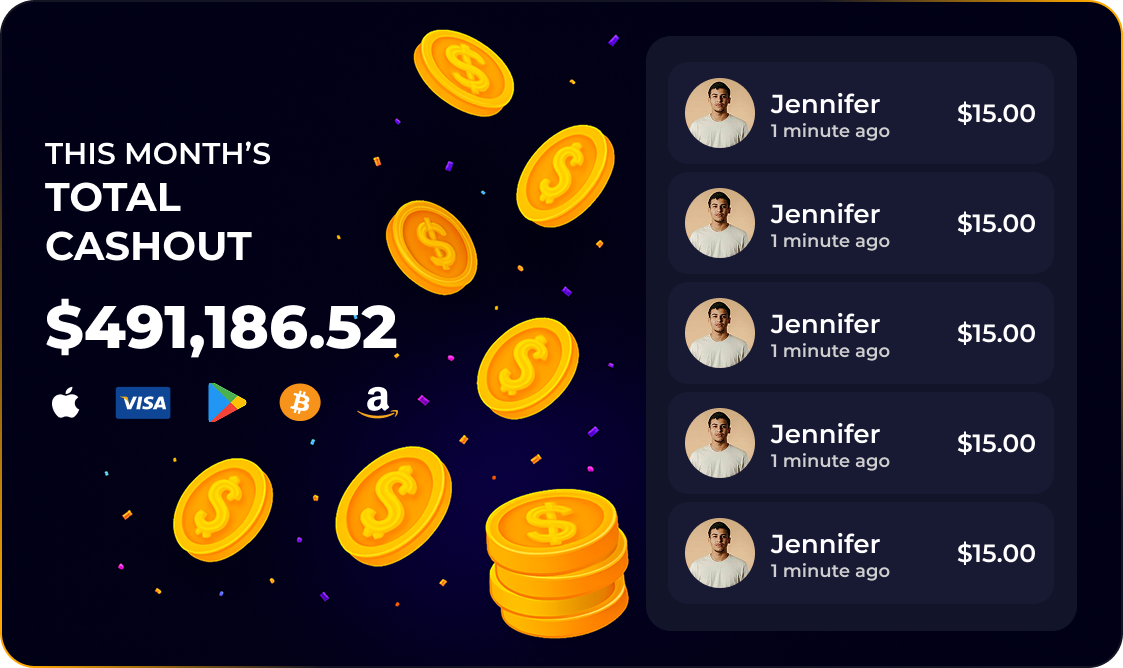 THIS MONTH’S
TOTAL
CASHOUT
$491,186.52
VISA
a
Jennifer
1 minute ago
$15.00
Jennifer
1 minute ago
$15.00
Jennifer
1 minute ago
$15.00
Jennifer
1 minute ago
$15.00
Jennifer
1 minute ago
$15.00